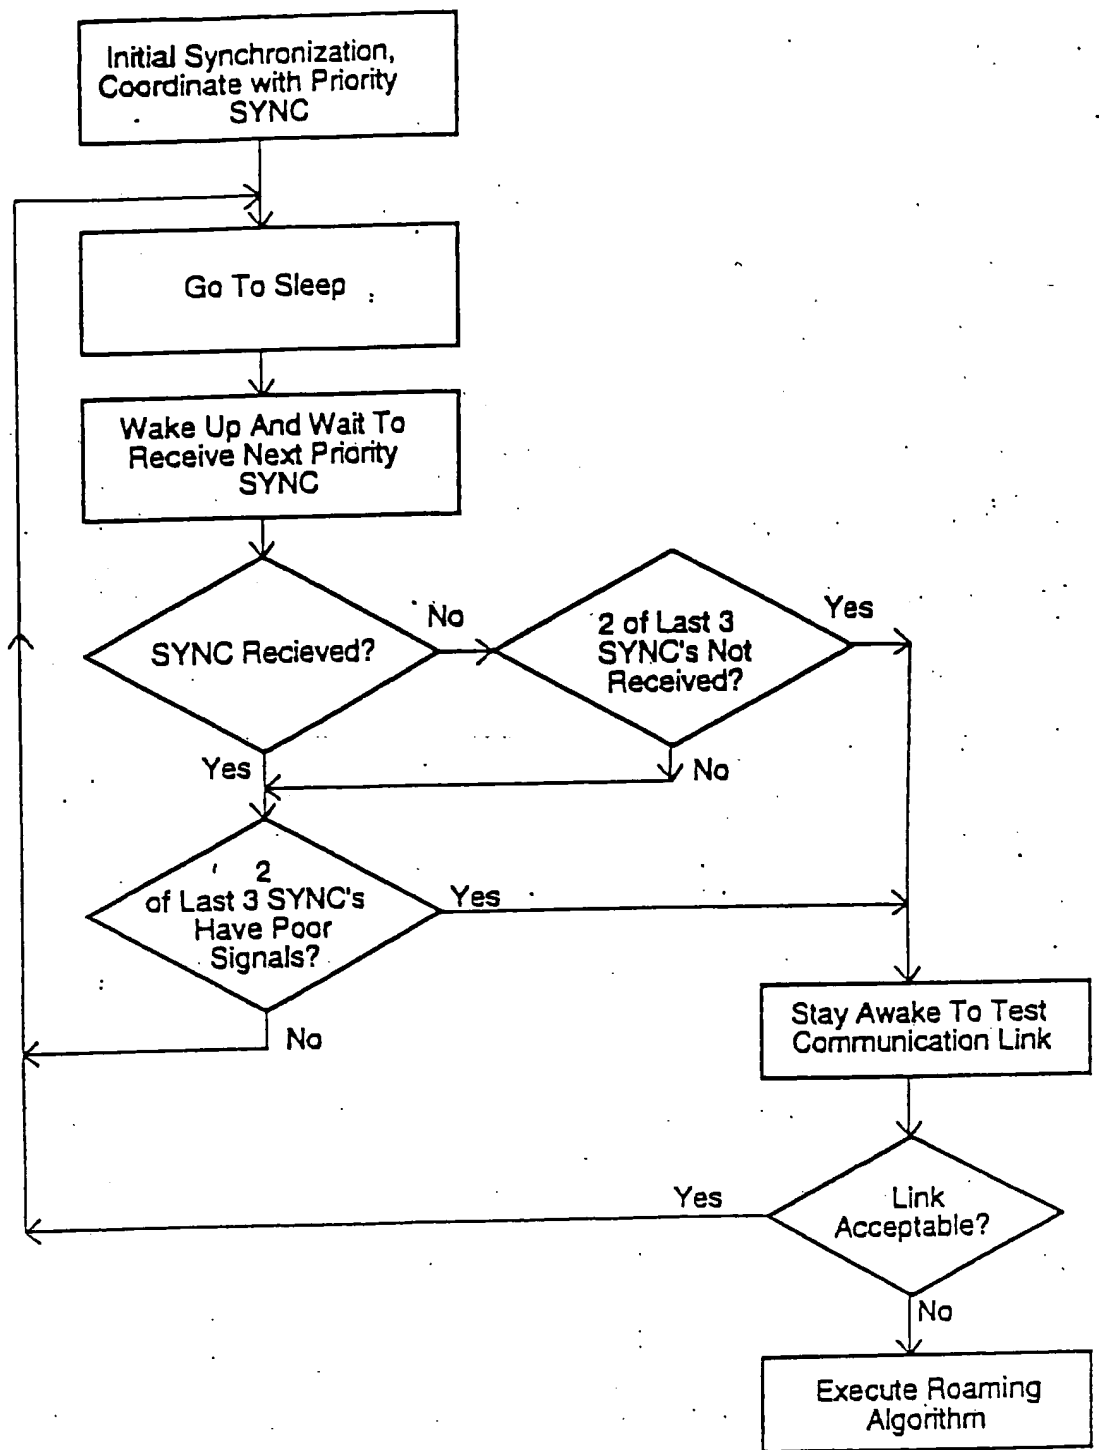 Initial Synchronization,
Coordinate with Priority
SYNC
Go To Sleep
Wake Up And Wait To
Receive Next Priority
SYNC
SYNC Recieved?
No
2 of Last 3
SYNC's Not
Received?
Yes
Yes
No
2
of Last 3 SYNC's
Have Poor
Signals?
Yes
No
Stay Awake To Test
Communication Link
Link
Acceptable?
Yes
No
Execute Roaming
Algorithm